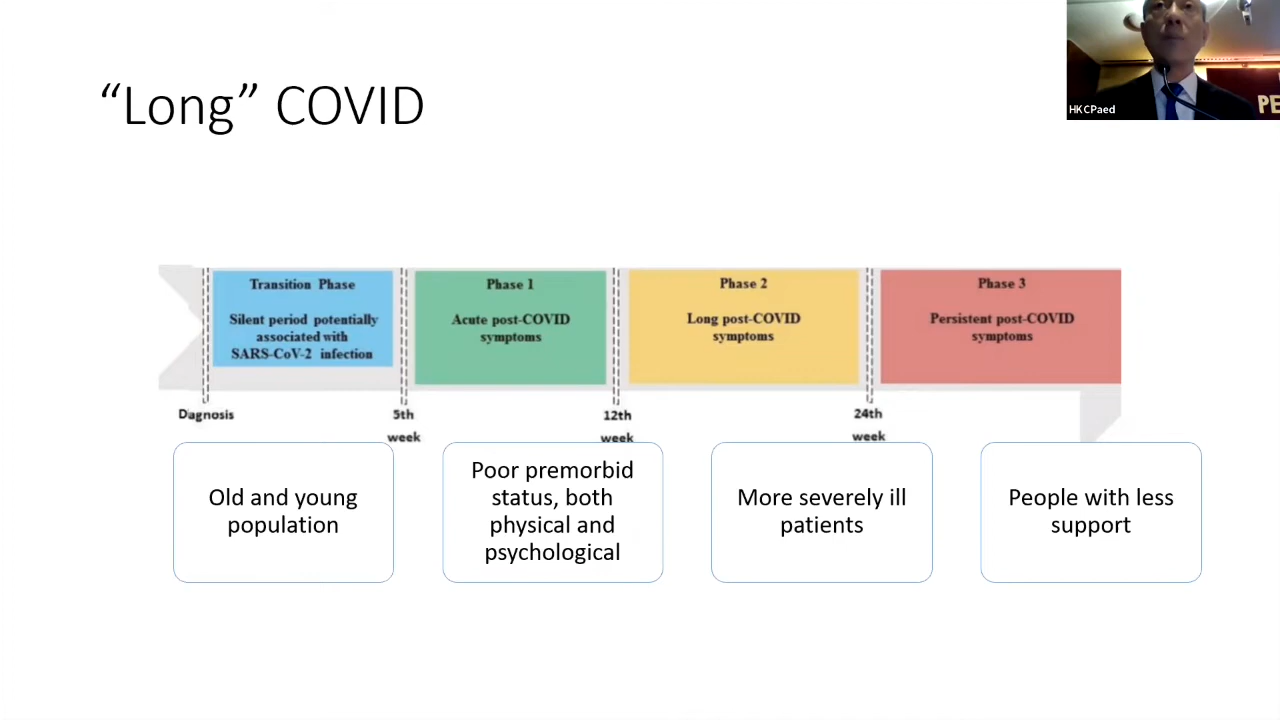 “Long” COVID
HKCPaed
PE
Transition Phase
Silent period potentially
associated with
SARS-CoV-2 infection
Phase 1
Acute post-COVID
symptoms
Phase 2
Long post-COVID
symptoms
Phase 3
Persistent post-COVID
symptoms
Dagnosis
5th
week
12th
week
24th
week
Old and young
population
Poor premorbid
status, both
physical and
psychological
More severely ill
patients
People with less
support